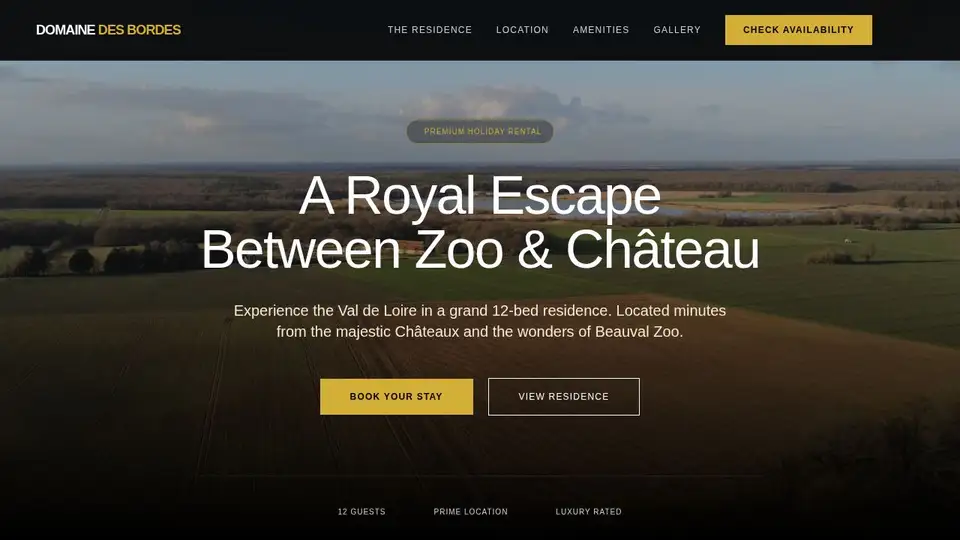 DOMAINE DES BORDES
THE RESIDENCE
LOCATION
AMENITIES
GALLERY
CHECK AVAILABILITY
PREMIUM HOLIDAY RENTAL
A Royal Escape
Between Zoo & Château
Experience the Val de Loire in a grand 12-bed residence. Located minutes
from the majestic Châteaux and the wonders of Beauval Zoo.
BOOK YOUR STAY
VIEW RESIDENCE
12 GUESTS
PRIME LOCATION
LUXURY RATED